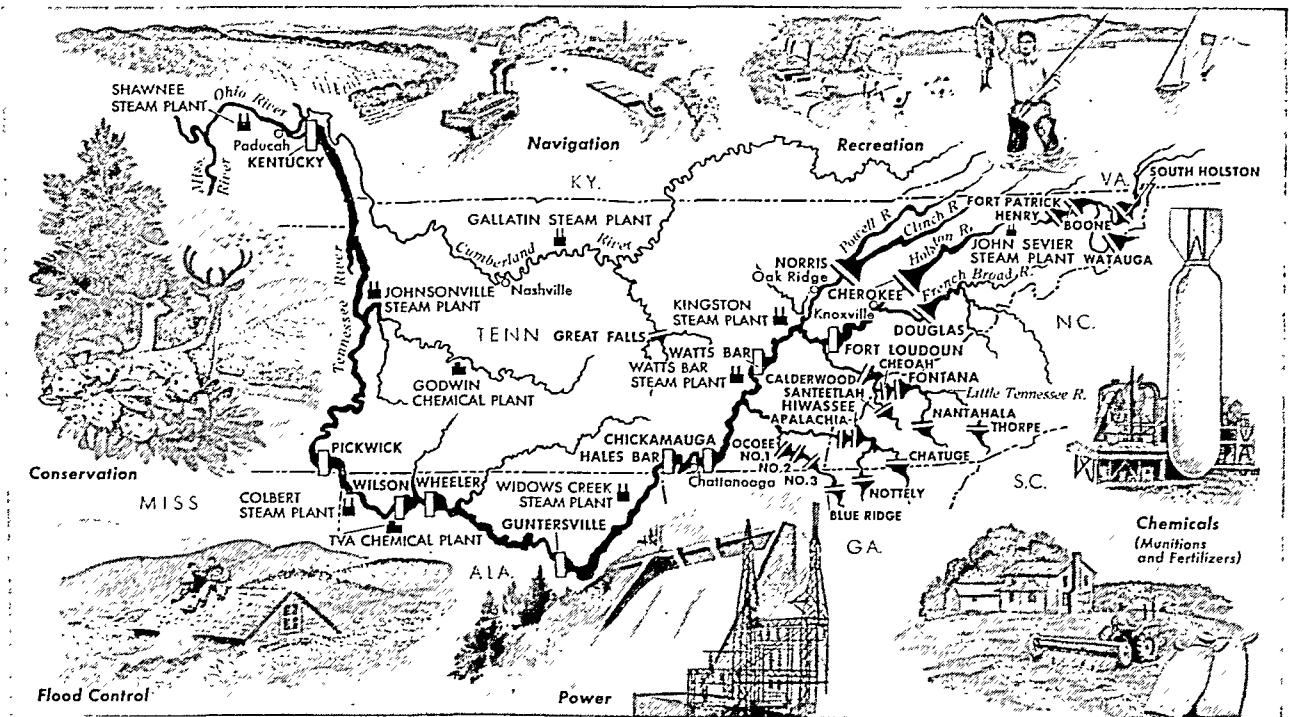 SHAWNEE
STEAM PLANT
Ohio River
Paducah
KENTUCKY
Miss.
River
Navigation
Recreation
KY.
VA.
SOUTH HOLSTON
FORT PATRICK
HENRY
BOONE
JOHN SEVIER
STEAM PLANT
WATAUGA
Powell R.
Clinch R.
Holston R.
French Broad R.
GALLATIN STEAM PLANT
Cumberland River
Nashville
NORRIS
Oak Ridge
CHEROKEE
Knoxville
DOUGLAS
Tennessee River
JOHNSONVILLE
STEAM PLANT
KINGSTON
STEAM PLANT
TENN
GREAT FALLS
N.C.
WATTS BAR
WATTS BAR
STEAM PLANT
FORT LOUDOUN
CHEOAH
FONTANA
CALDERWOOD
SANTEETLAH
HIWASSEE
APALACHIA
Little Tennessee R.
NANTAHALA
THORPE
GODWIN
CHEMICAL PLANT
PICKWICK
CHICKAMAUGA
HALES BAR
OCOEE
NO.1
NO.2
NO.3
CHATUGE
Chattanoaga
NOTTELY
BLUE RIDGE
S.C.
Conservation
MISS
COLBERT
STEAM PLANT
WILSON
WHEELER
WIDOWS CREEK
STEAM PLANT
TVA CHEMICAL PLANT
GUNTERSVILLE
GA.
ALA
Chemicals
(Munitions
and Fertilizers)
Flood Control
Power